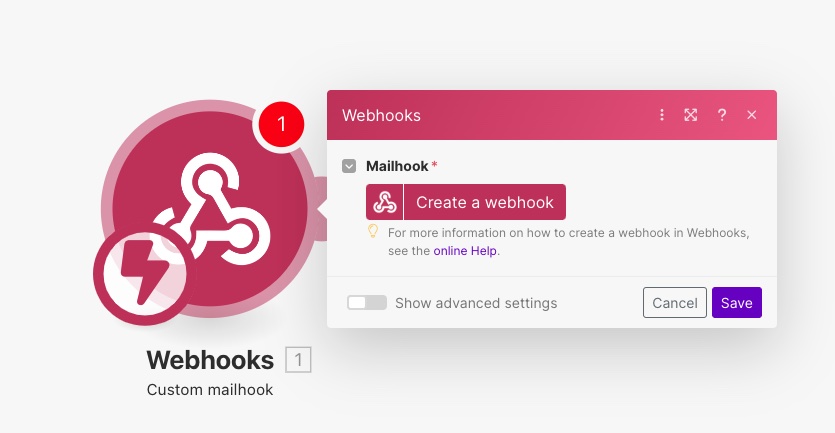 1
Webhooks
Mailhook *
Create a webhook
For more information on how to create a webhook in Webhooks,
see the online Help.
Show advanced settings
Cancel
Save
Webhooks 1
Custom mailhook